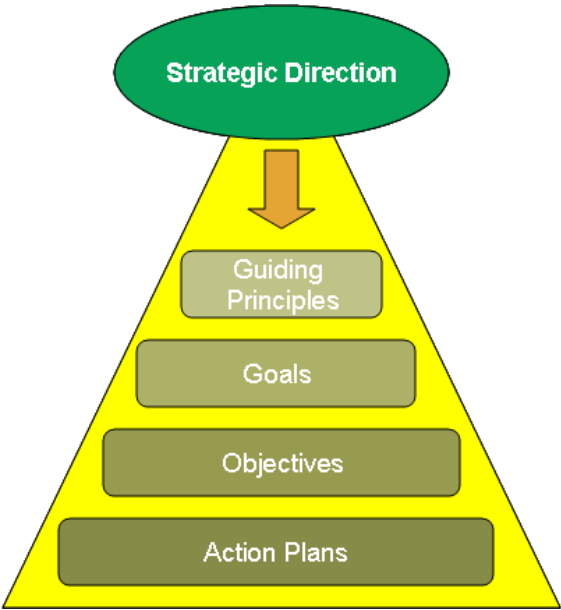 Strategic Direction
Guiding
Principles
Goals
Objectives
Action Plans